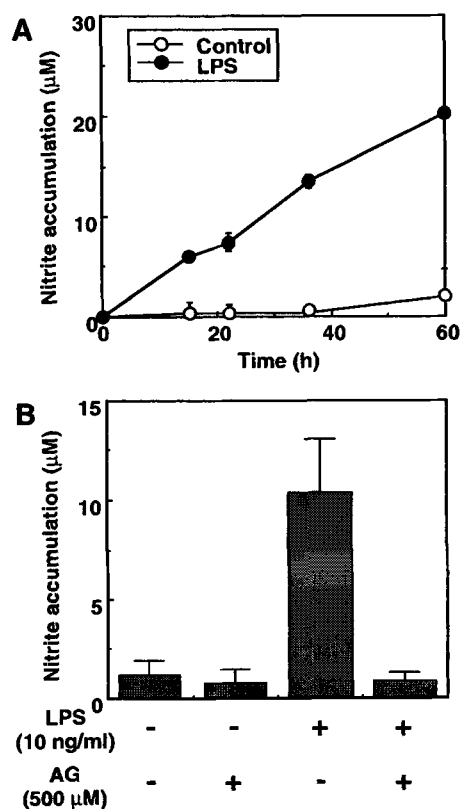 A
30
20
10
0
Nitrite accumulation (µM)
Control
LPS
0 20 40 60
Time (h)
B
15
10
5
0
Nitrite accumulation (µM)
LPS (10 ng/ml) - - + +
AG (500 µM) - + - +